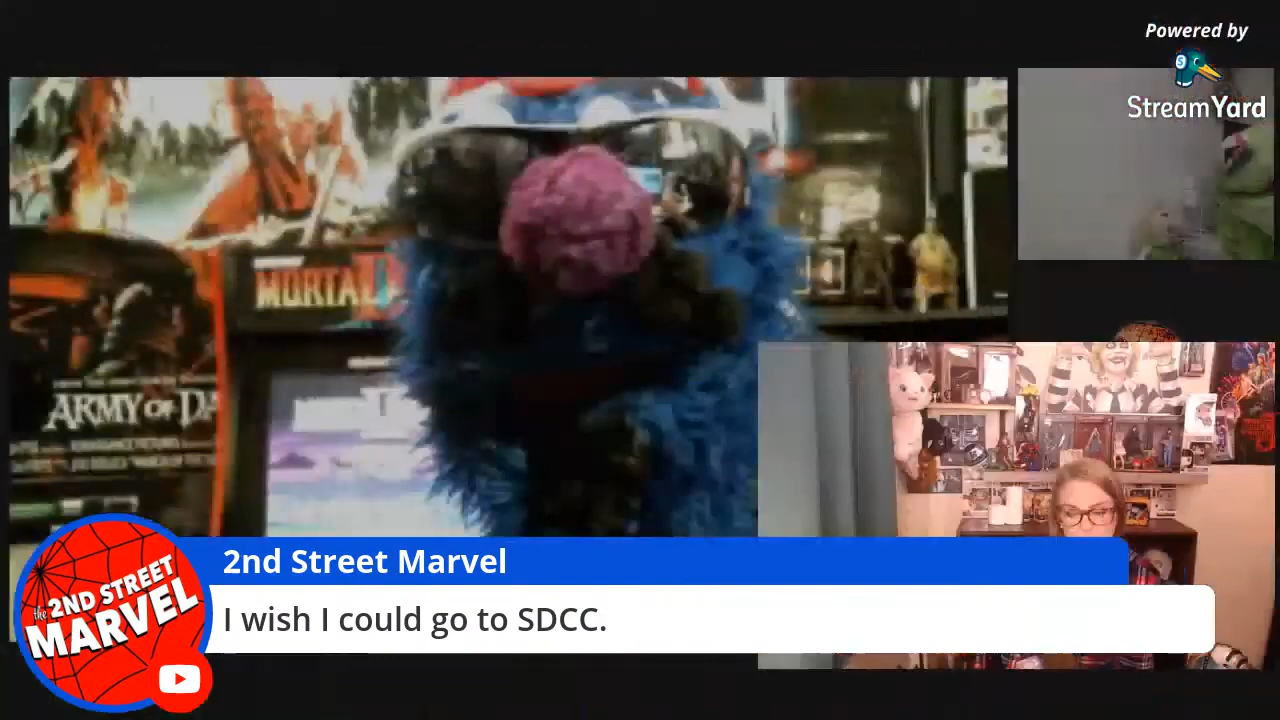 Powered by
StreamYard
MORTAL
ARMY OF DA
2nd Street Marvel
I wish I could go to SDCC.
the 2ND STREET
MARVEL